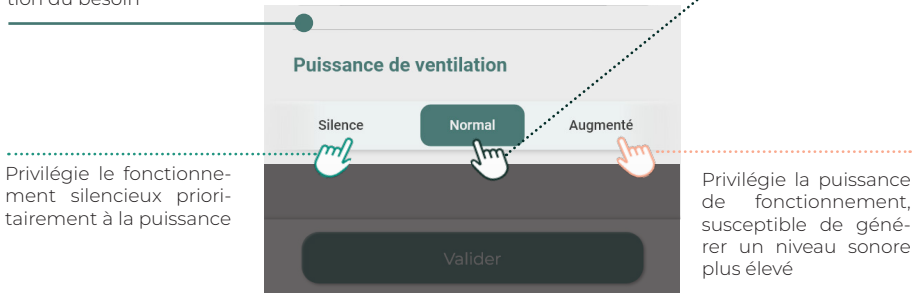 tion du besoin
Puissance de ventilation
Silence
Normal
Augmenté
Privilégie le fonctionne-
ment silencieux priori-
tairement à la puissance
Privilégie la puissance
de fonctionnement,
susceptible de géné-
rer un niveau sonore
plus élevé
Valider